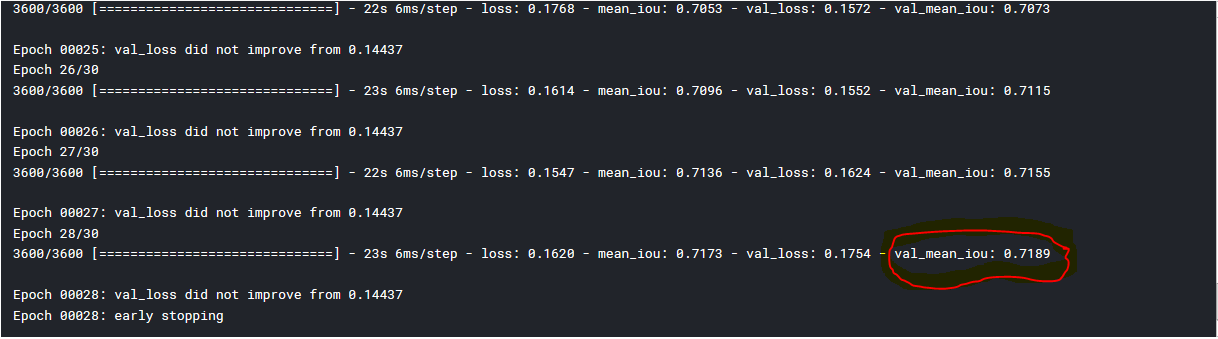 3600/3600 [==============================] - 22s 6ms/step - loss: 0.1768 - mean_iou: 0.7053 - val_loss: 0.1572 - val_mean_iou: 0.7073
Epoch 00025: val_loss did not improve from 0.14437
Epoch 26/30
3600/3600 [==============================] - 23s 6ms/step - loss: 0.1614 - mean_iou: 0.7096 - val_loss: 0.1552 - val_mean_iou: 0.7115
Epoch 00026: val_loss did not improve from 0.14437
Epoch 27/30
3600/3600 [==============================] - 22s 6ms/step - loss: 0.1547 - mean_iou: 0.7136 - val_loss: 0.1624 - val_mean_iou: 0.7155
Epoch 00027: val_loss did not improve from 0.14437
Epoch 28/30
3600/3600 [==============================] - 23s 6ms/step - loss: 0.1620 - mean_iou: 0.7173 - val_loss: 0.1754 - val_mean_iou: 0.7189
Epoch 00028: val_loss did not improve from 0.14437
Epoch 00028: early stopping